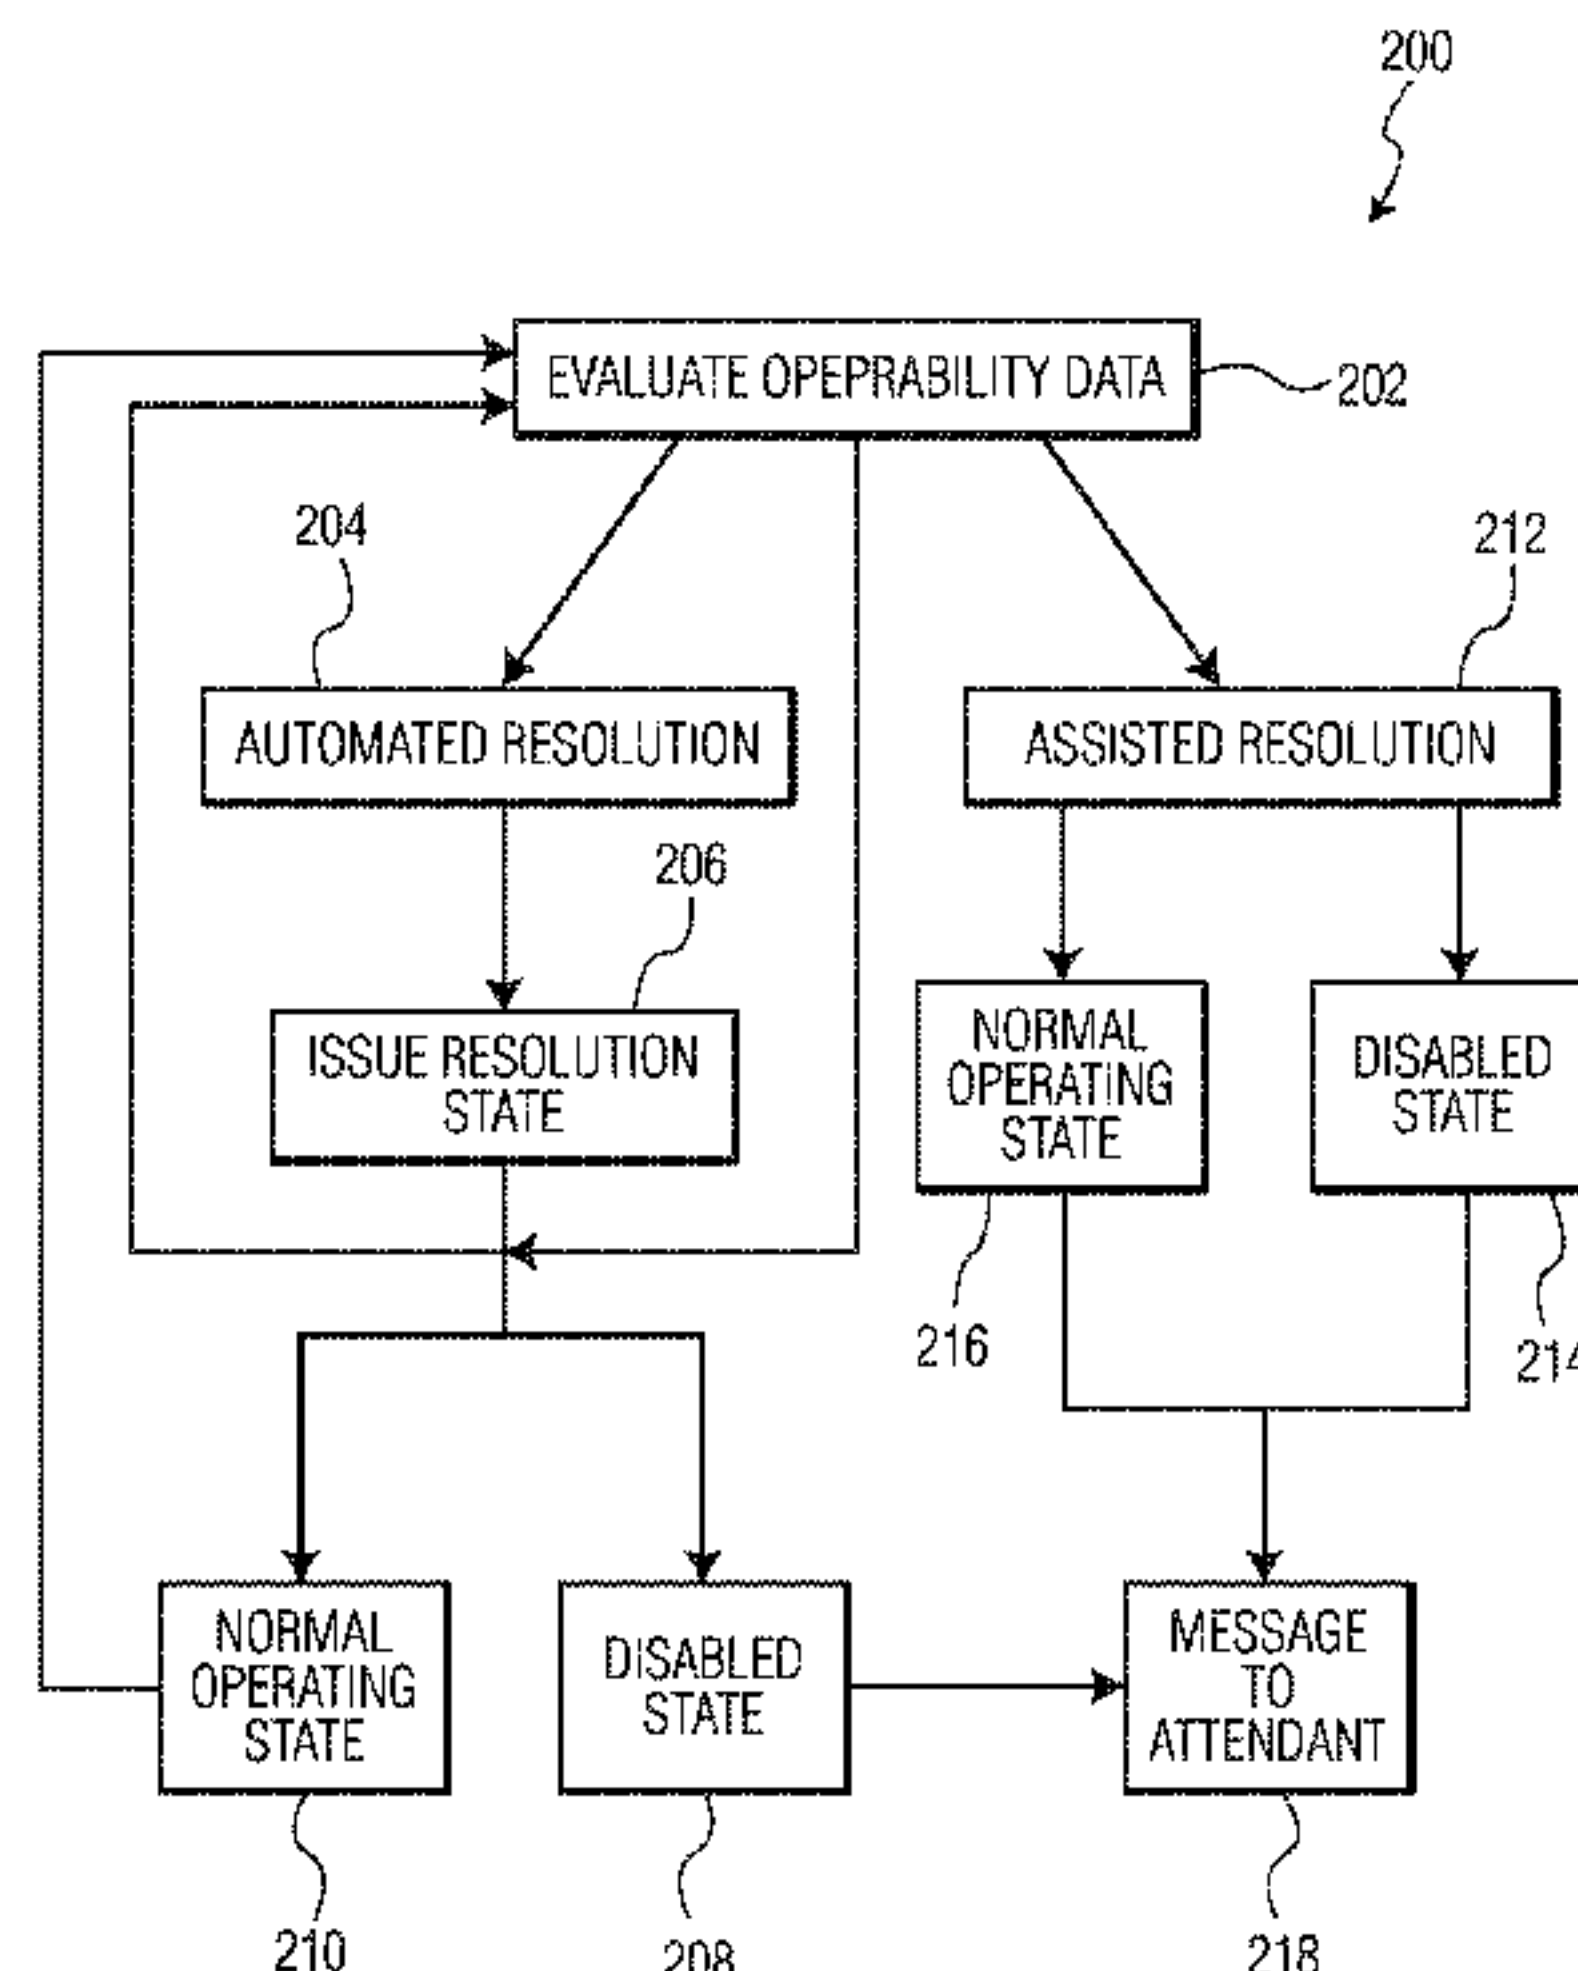 200
EVALUATE OPEPRABILITY DATA
202
204
212
AUTOMATED RESOLUTION
ASSISTED RESOLUTION
206
ISSUE RESOLUTION
STATE
NORMAL
OPERATING
STATE
DISABLED
STATE
216
214
NORMAL
OPERATING
STATE
DISABLED
STATE
MESSAGE
TO
ATTENDANT
210
208
218